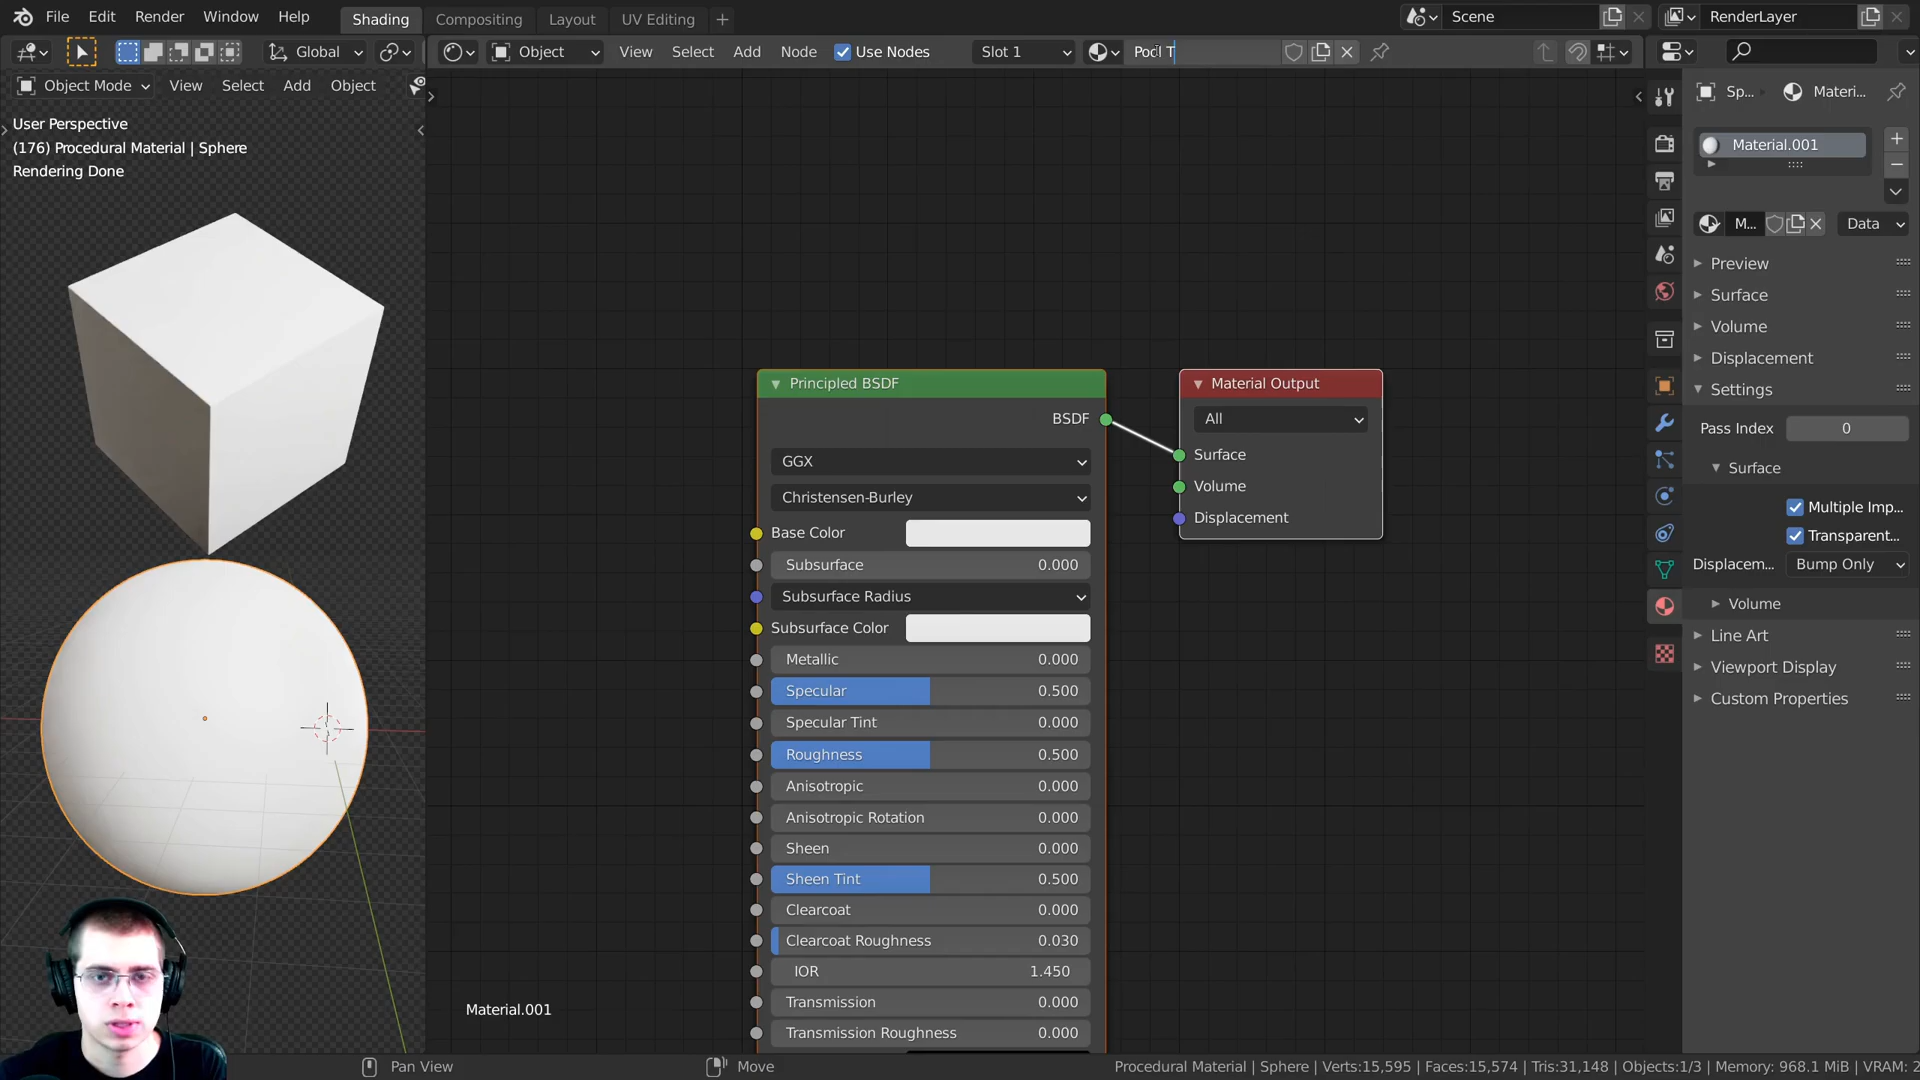 File Edit Render Window Help Shading Compositing Layout UV Editing + Scene RenderLayer
Global Object View Select Add Node Use Nodes Slot 1 Pool T
Object Mode View Select Add Object
Sp... Materi...
User Perspective
(176) Procedural Material | Sphere
Rendering Done
Material.001
M... Data
Preview
Surface
Volume
Displacement
Settings
Pass Index 0
Surface
Multiple Imp...
Transparent...
Displacem... Bump Only
Volume
Line Art
Viewport Display
Custom Properties
Principled BSDF
BSDF
GGX
Christensen-Burley
Base Color
Subsurface 0.000
Subsurface Radius
Subsurface Color
Metallic 0.000
Specular 0.500
Specular Tint 0.000
Roughness 0.500
Anisotropic 0.000
Anisotropic Rotation 0.000
Sheen 0.000
Sheen Tint 0.500
Clearcoat 0.000
Clearcoat Roughness 0.030
IOR 1.450
Transmission 0.000
Transmission Roughness 0.000
Material Output
All
Surface
Volume
Displacement
Material.001
Pan View Move Procedural Material | Sphere | Verts:15,595 | Faces:15,574 | Tris:31,148 | Objects:1/3 | Memory: 968.1 MiB | VRAM: 2